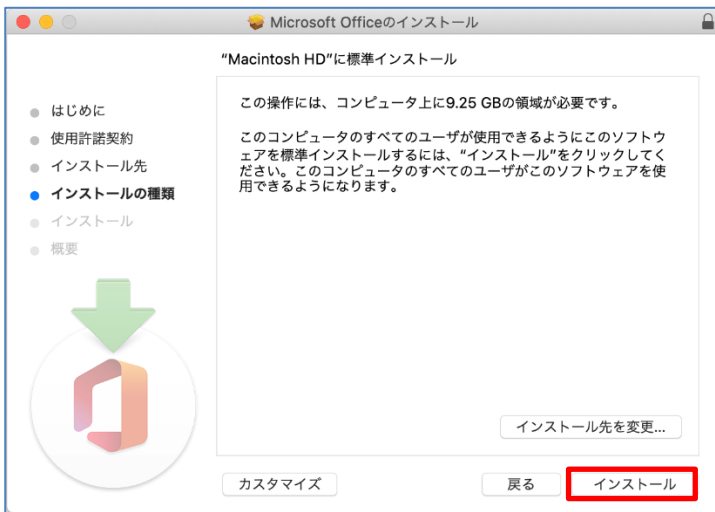 Microsoft Officeのインストール
"Macintosh HD"に標準インストール
はじめに
使用許諾契約
インストール先
インストールの種類
インストール
概要
この操作には、コンピュータ上に9.25 GBの領域が必要です。
このコンピュータのすべてのユーザが使用できるようにこのソフトウ
ェアを標準インストールするには、"インストール"をクリックしてく
ださい。このコンピュータのすべてのユーザがこのソフトウェアを使
用できるようになります。
インストール先を変更...
カスタマイズ
戻る
インストール